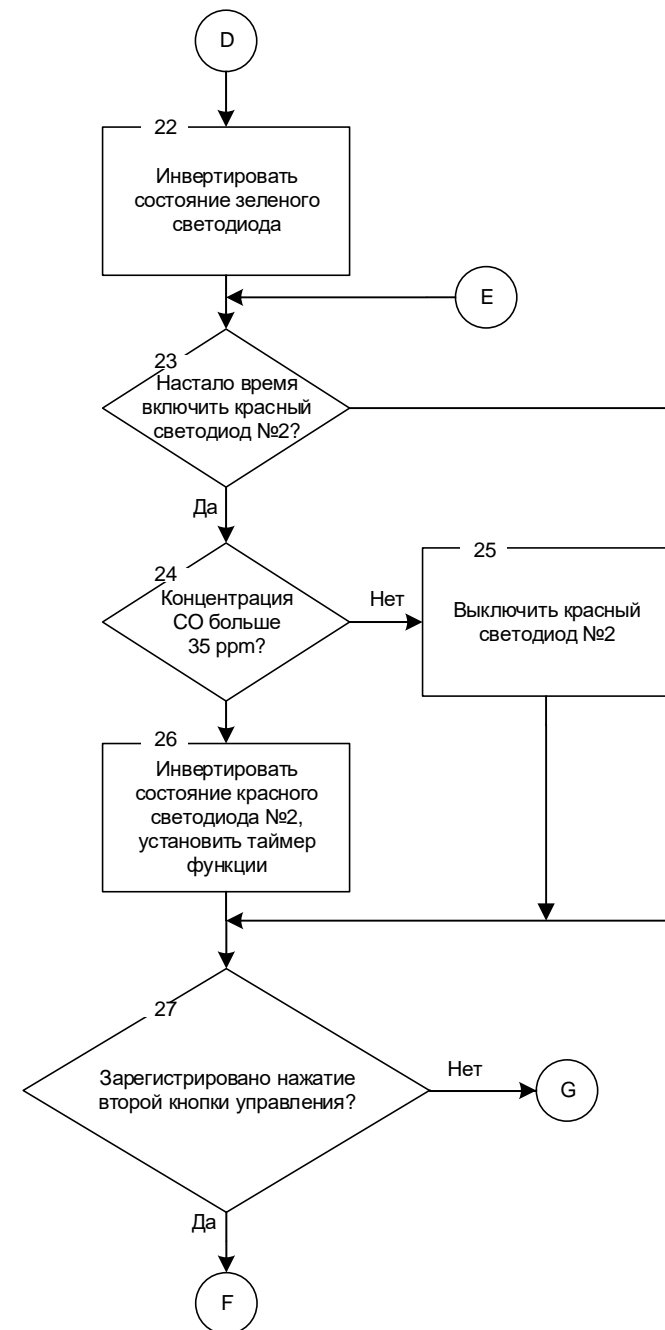 D
22
Инвертировать
состояние зеленого
светодиода
E
23
Настало время
включить красный
светодиод №2?
Да
24
Концентрация
СО больше
35 ppm?
Нет
25
Выключить красный
светодиод №2
26
Инвертировать
состояние красного
светодиода №2,
установить таймер
функции
27
Зарегистрировано нажатие
второй кнопки управления?
Нет
G
Да
F